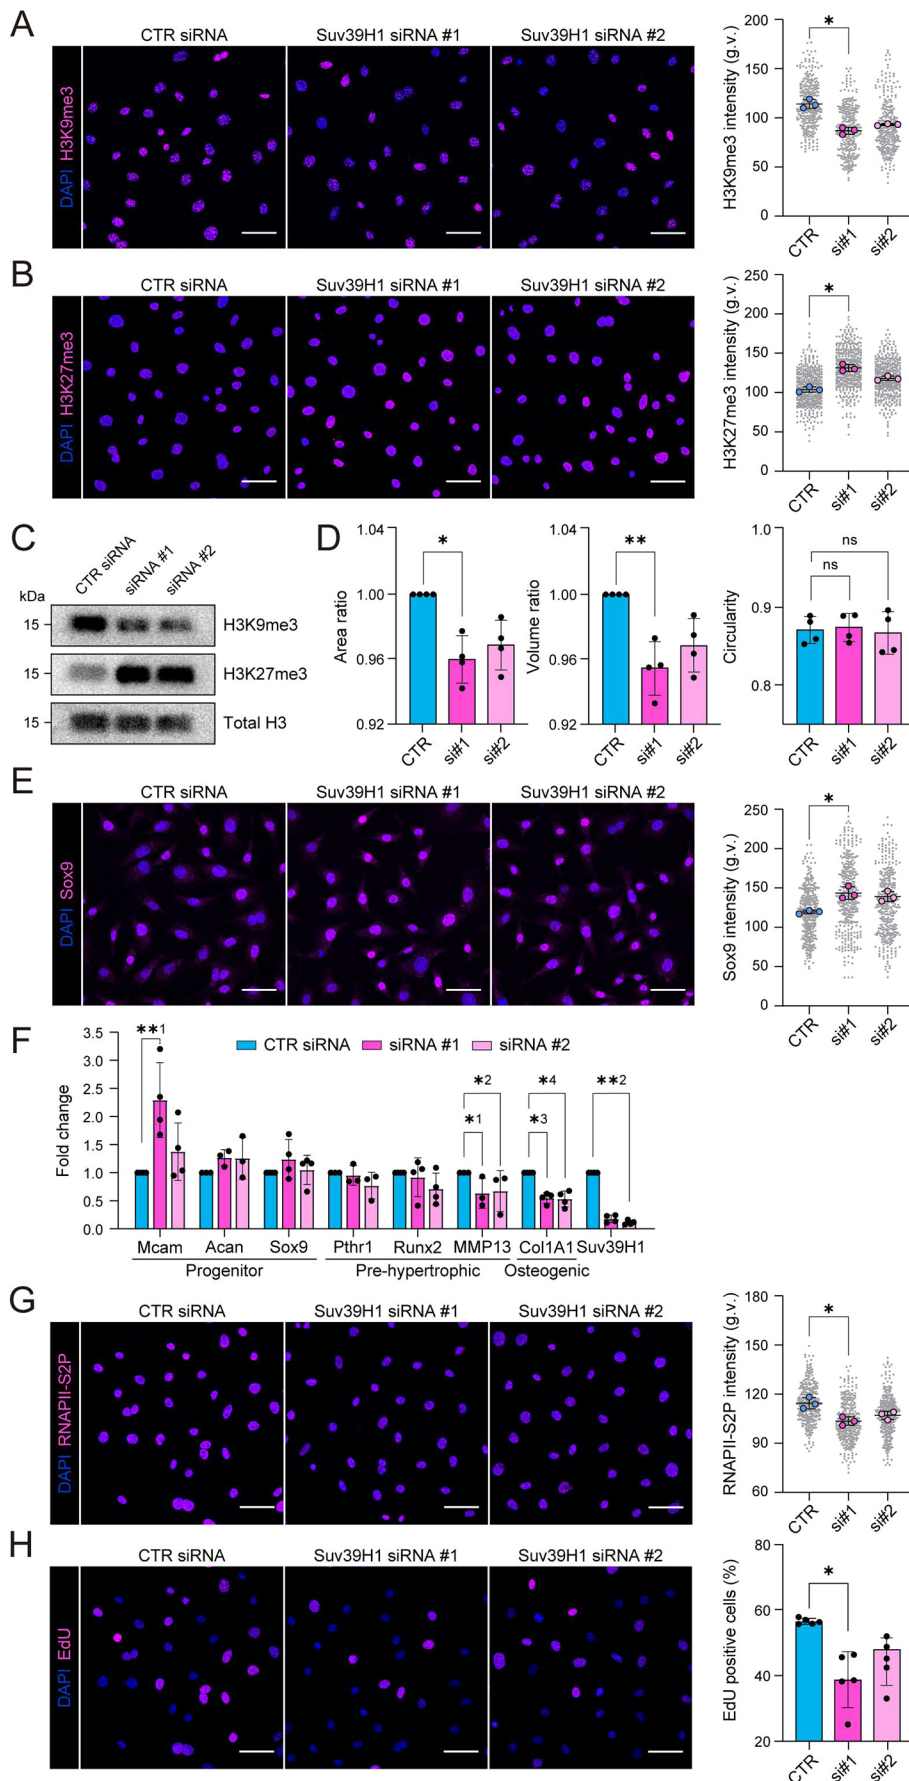 A
CTR siRNA
Suv39H1 siRNA #1
Suv39H1 siRNA #2
DAPI H3K9me3
H3K9me3 intensity (g.v.)
200
150
100
50
0
*
CTR
si#1
si#2
B
CTR siRNA
Suv39H1 siRNA #1
Suv39H1 siRNA #2
DAPI H3K27me3
H3K27me3 intensity (g.v.)
250
200
150
100
50
0
*
CTR
si#1
si#2
C
CTR siRNA
siRNA #1
siRNA #2
kDa
15
H3K9me3
15
H3K27me3
15
Total H3
D
Area ratio
1.04
1.00
0.96
0.92
*
CTR
si#1
si#2
Volume ratio
1.04
1.00
0.96
0.92
**
CTR
si#1
si#2
Circularity
1.0
0.9
0.8
ns
ns
CTR
si#1
si#2
E
CTR siRNA
Suv39H1 siRNA #1
Suv39H1 siRNA #2
DAPI Sox9
Sox9 intensity (g.v.)
250
200
150
100
50
0
*
CTR
si#1
si#2
F
Fold change
3.5
3.0
2.5
2.0
1.5
1.0
0.5
0.0
CTR siRNA
siRNA #1
siRNA #2
**1
*2
*1
*4
*3
**2
Mcam
Acan
Sox9
Pthr1
Runx2
MMP13
Col1A1
Suv39H1
Progenitor
Pre-hypertrophic
Osteogenic
G
CTR siRNA
Suv39H1 siRNA #1
Suv39H1 siRNA #2
DAPI RNAPII-S2P
RNAPII-S2P intensity (g.v.)
180
150
120
90
60
*
CTR
si#1
si#2
H
CTR siRNA
Suv39H1 siRNA #1
Suv39H1 siRNA #2
DAPI EdU
EdU positive cells (%)
80
60
40
20
*
CTR
si#1
si#2